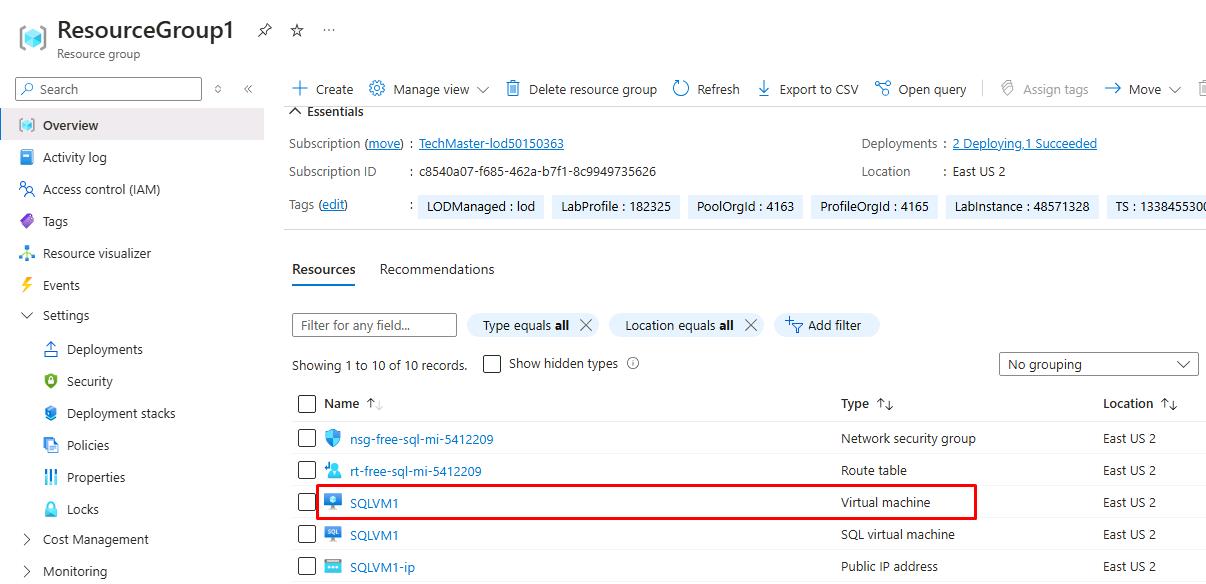 ResourceGroup1
Resource group
Search
Create Manage view Delete resource group Refresh Export to CSV Open query Assign tags Move
Overview
Activity log
Access control (IAM)
Tags
Resource visualizer
Events
Settings
Deployments
Security
Deployment stacks
Policies
Properties
Locks
Cost Management
Monitoring
Essentials
Subscription (move) : TechMaster-lod50150363
Deployments : 2 Deploying,1 Succeeded
Subscription ID : c8540a07-f685-462a-b7f1-8c9949735626
Location : East US 2
Tags (edit) : LODManaged : lod LabProfile : 182325 PoolOrgId : 4163 ProfileOrgId : 4165 LabInstance : 48571328 TS : 1338455300
Resources Recommendations
Filter for any field... Type equals all Location equals all Add filter
Showing 1 to 10 of 10 records. Show hidden types No grouping
Name Type Location
nsg-free-sql-mi-5412209 Network security group East US 2
rt-free-sql-mi-5412209 Route table East US 2
SQLVM1 Virtual machine East US 2
SQLVM1 SQL virtual machine East US 2
SQLVM1-ip Public IP address East US 2